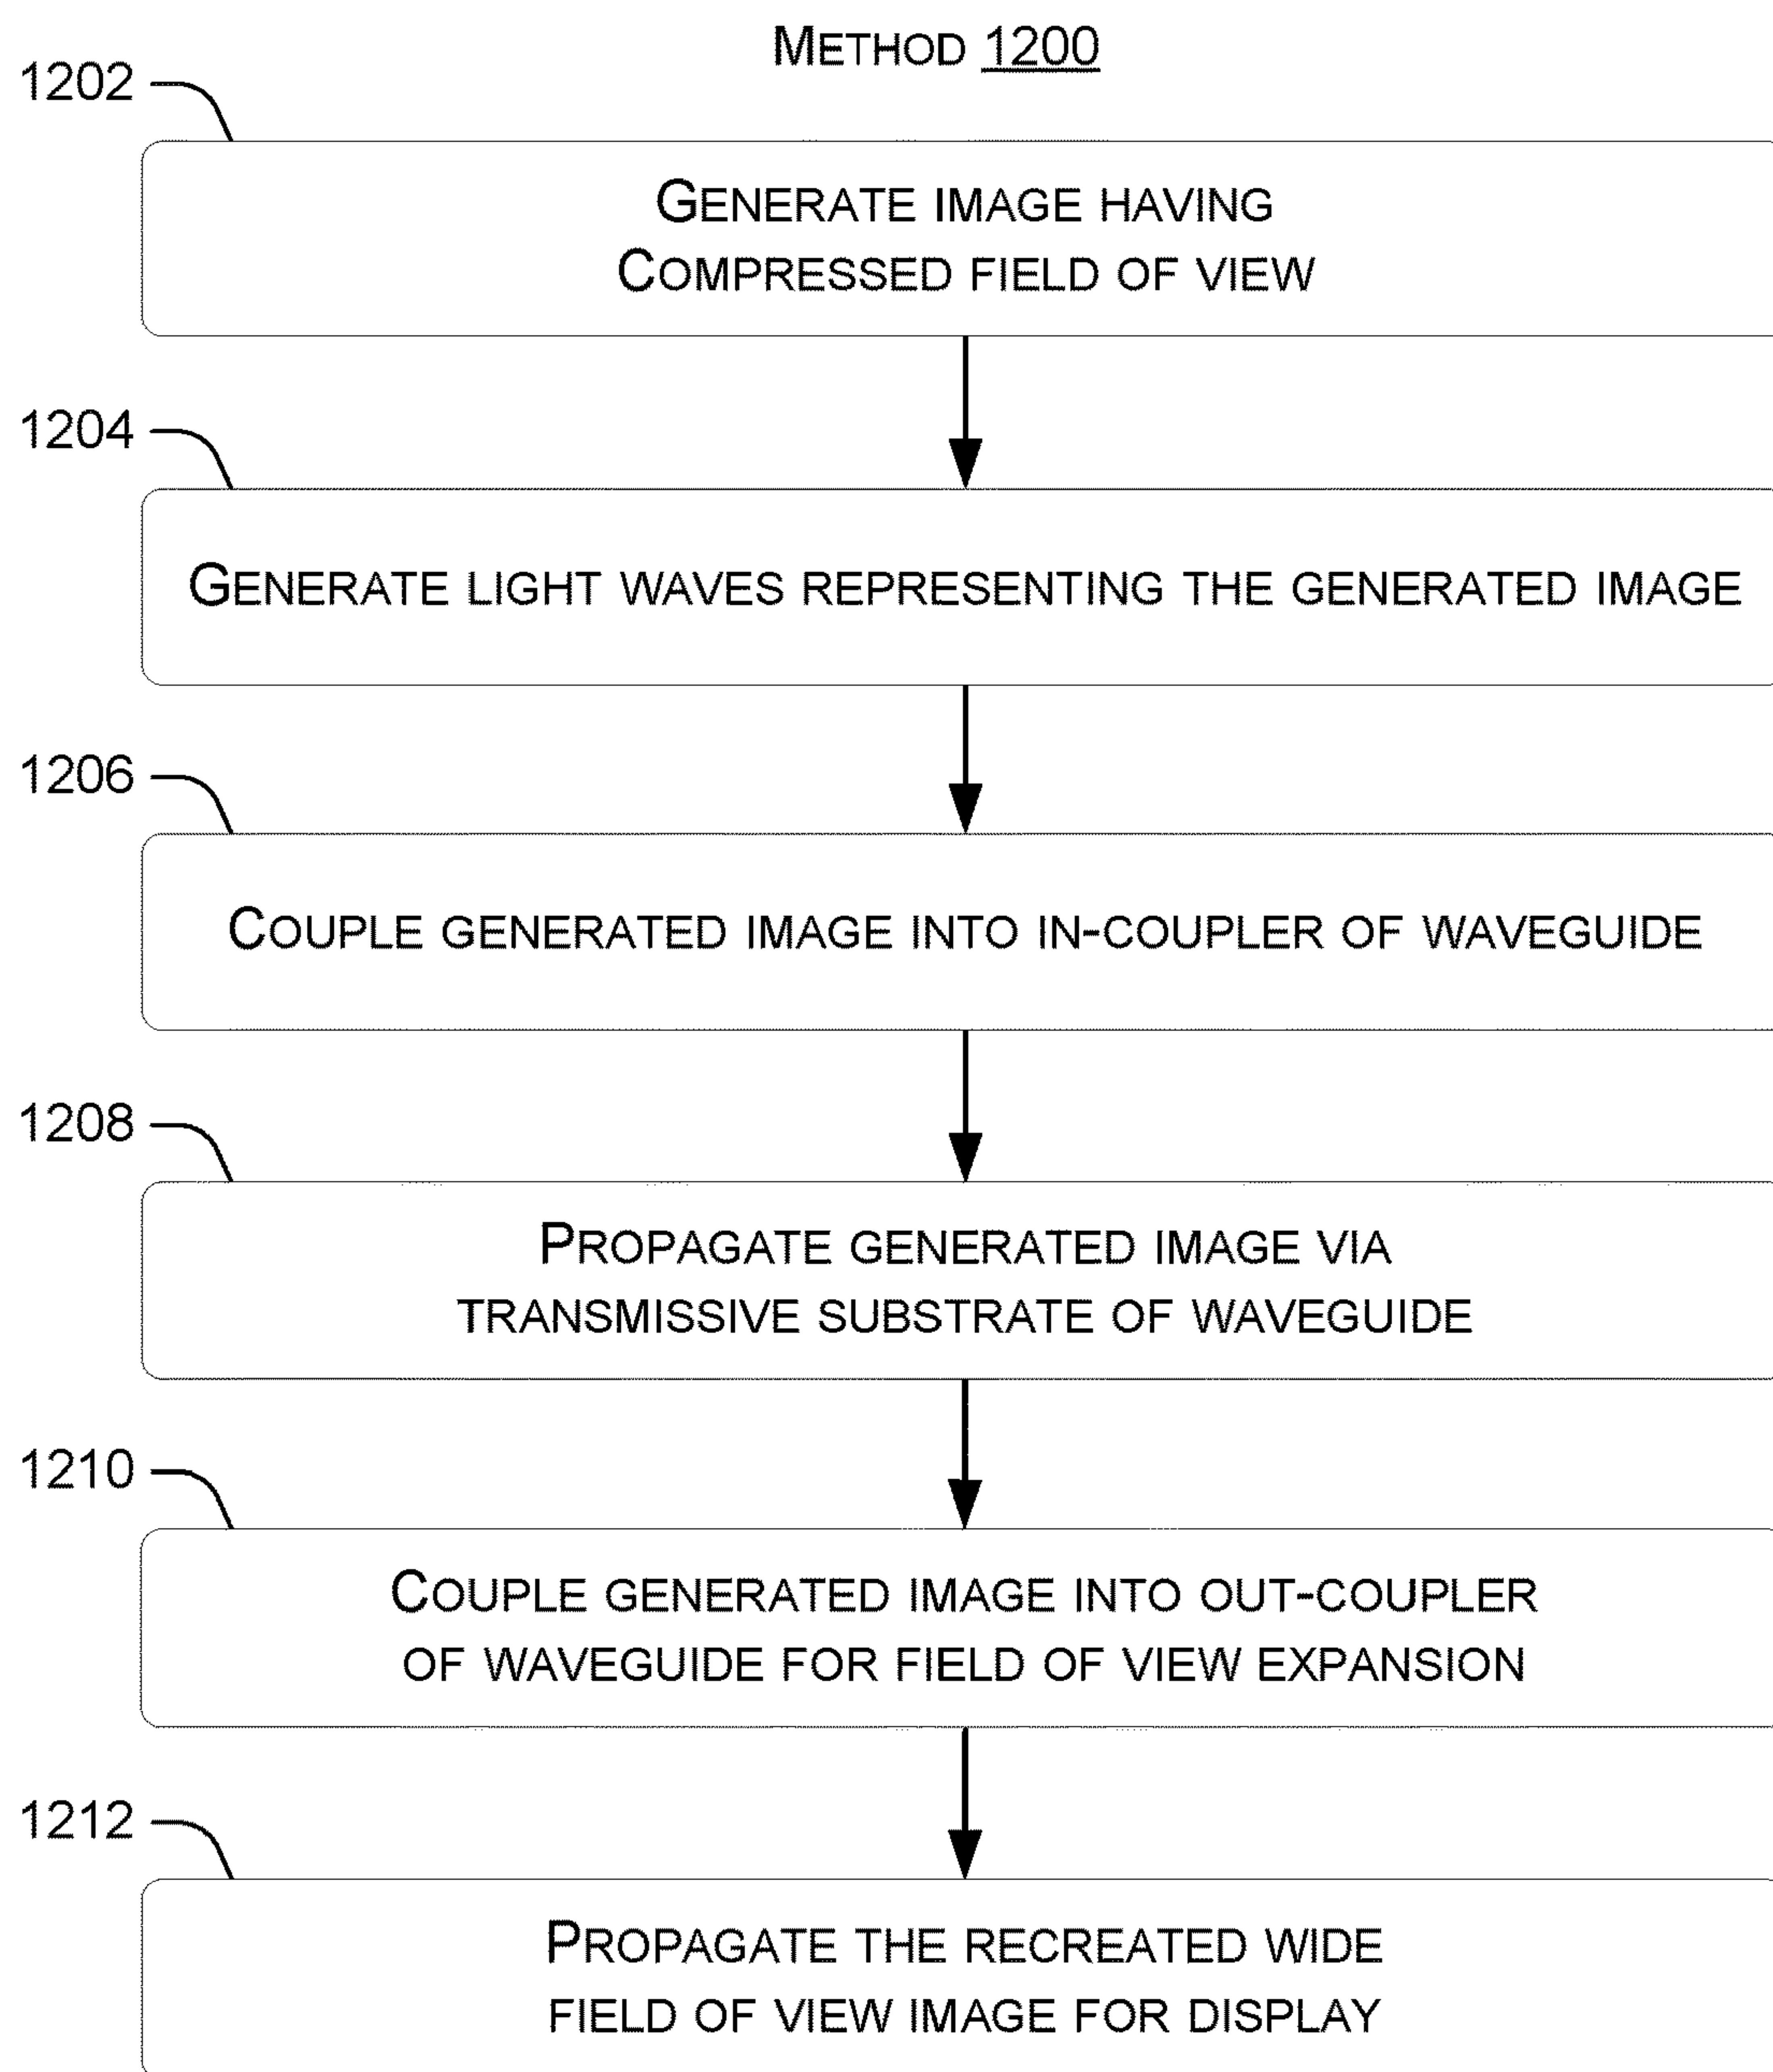 METHOD 1200
1202
GENERATE IMAGE HAVING
COMPRESSED FIELD OF VIEW
1204
GENERATE LIGHT WAVES REPRESENTING THE GENERATED IMAGE
1206
COUPLE GENERATED IMAGE INTO IN-COUPLER OF WAVEGUIDE
1208
PROPAGATE GENERATED IMAGE VIA
TRANSMISSIVE SUBSTRATE OF WAVEGUIDE
1210
COUPLE GENERATED IMAGE INTO OUT-COUPLER
OF WAVEGUIDE FOR FIELD OF VIEW EXPANSION
1212
PROPAGATE THE RECREATED WIDE
FIELD OF VIEW IMAGE FOR DISPLAY